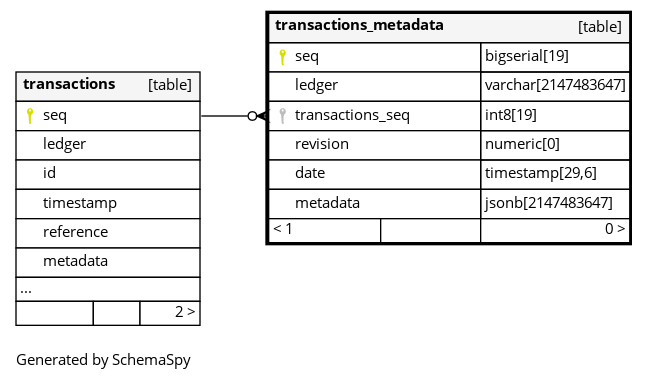 transactions [table]
seq
ledger
id
timestamp
reference
metadata
...
2 >
transactions_metadata [table]
seq bigserial[19]
ledger varchar[2147483647]
transactions_seq int8[19]
revision numeric[0]
date timestamp[29,6]
metadata jsonb[2147483647]
< 1 0 >
Generated by SchemaSpy